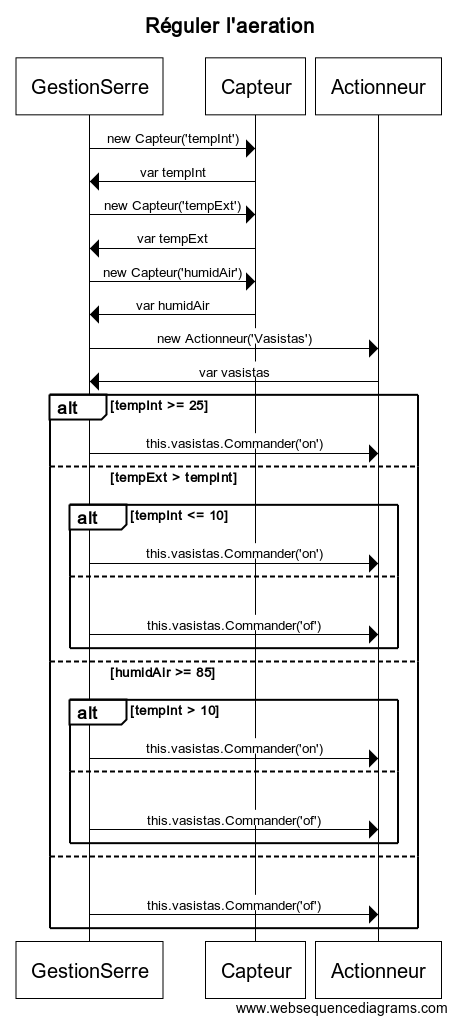 Réguler l'aeration
GestionSerre Capteur Actionneur
new Capteur('tempInt')
var tempInt
new Capteur('tempExt')
var tempExt
new Capteur('humidAir')
var humidAir
new Actionneur('Vasistas')
var vasistas
alt [tempInt >= 25]
this.vasistas.Commander('on')
[tempExt > tempInt]
alt [tempInt <= 10]
this.vasistas.Commander('on')
this.vasistas.Commander('of')
[humidAir >= 85]
alt [tempInt > 10]
this.vasistas.Commander('on')
this.vasistas.Commander('of')
this.vasistas.Commander('of')
GestionSerre Capteur Actionneur
www.websequencediagrams.com